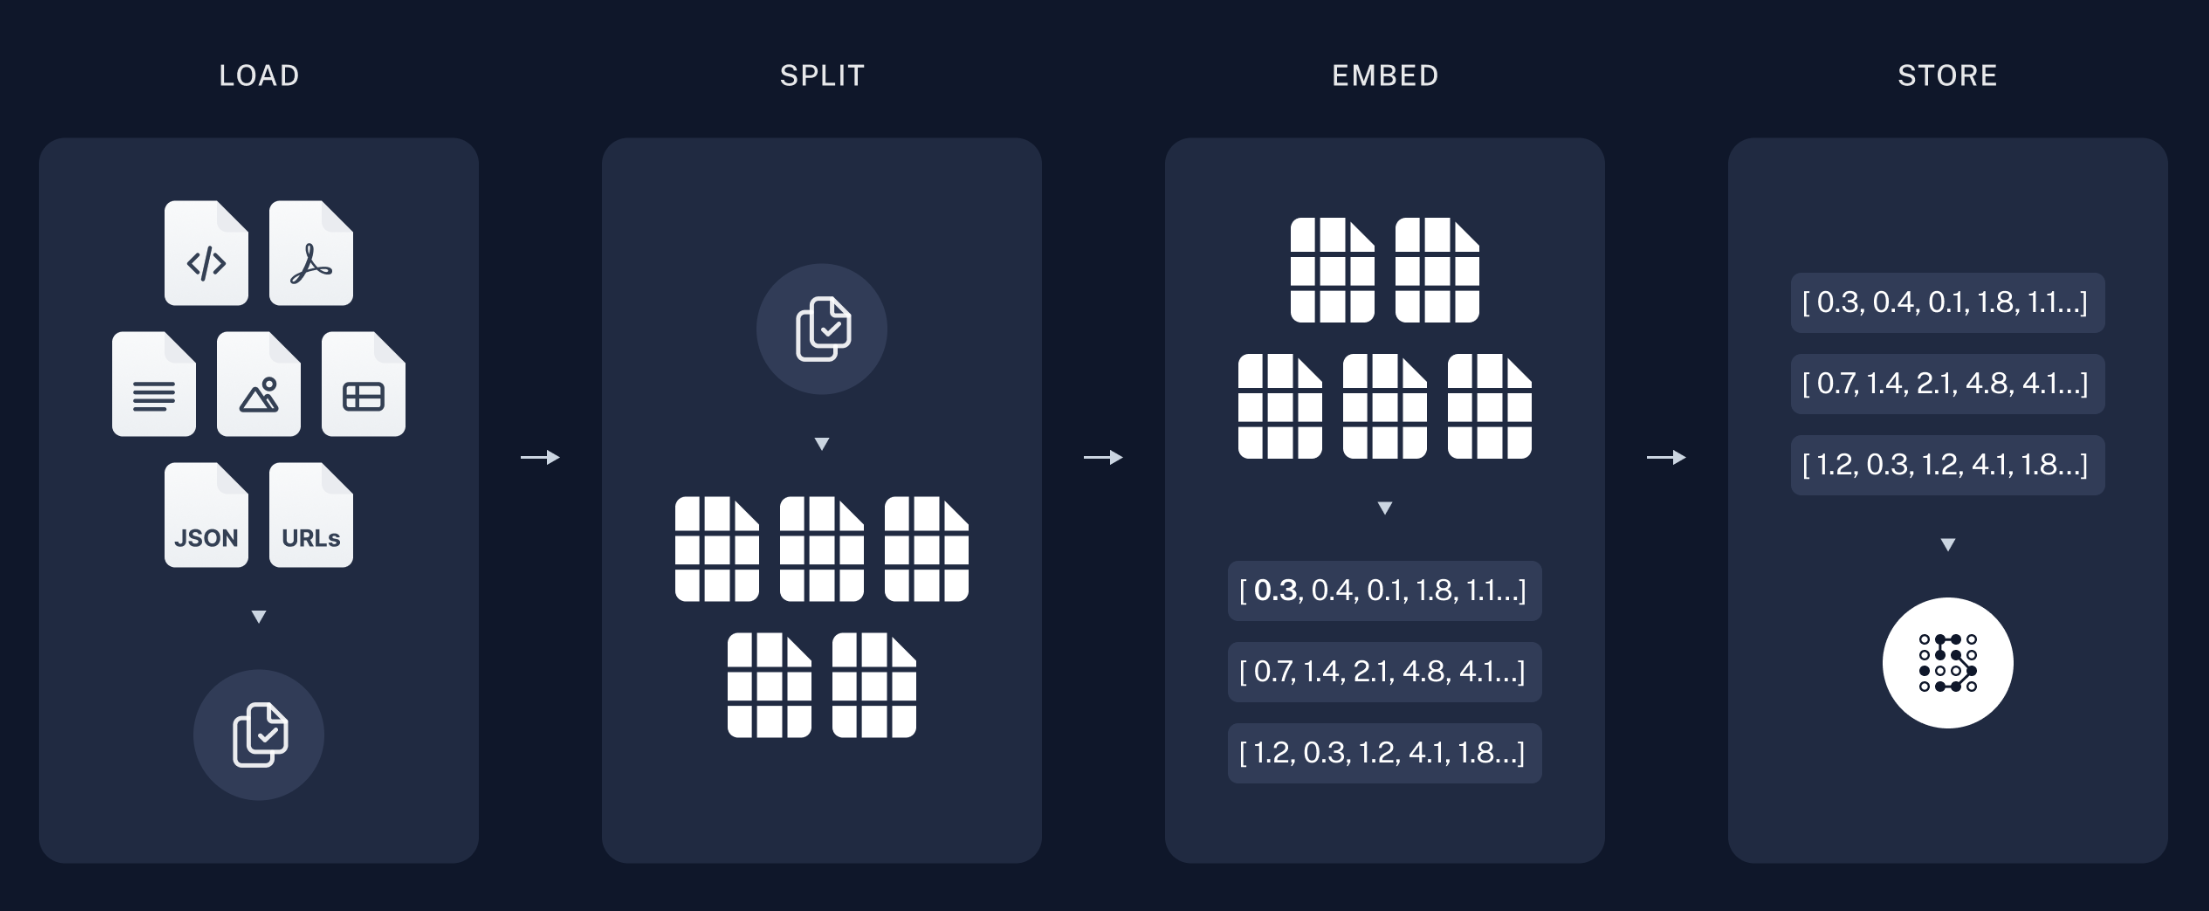 LOAD
SPLIT
EMBED
STORE
JSON
URLs
[ 0.3, 0.4, 0.1, 1.8, 1.1...]
[ 0.7, 1.4, 2.1, 4.8, 4.1...]
[ 1.2, 0.3, 1.2, 4.1, 1.8...]
[ 0.3, 0.4, 0.1, 1.8, 1.1...]
[ 0.7, 1.4, 2.1, 4.8, 4.1...]
[ 1.2, 0.3, 1.2, 4.1, 1.8...]